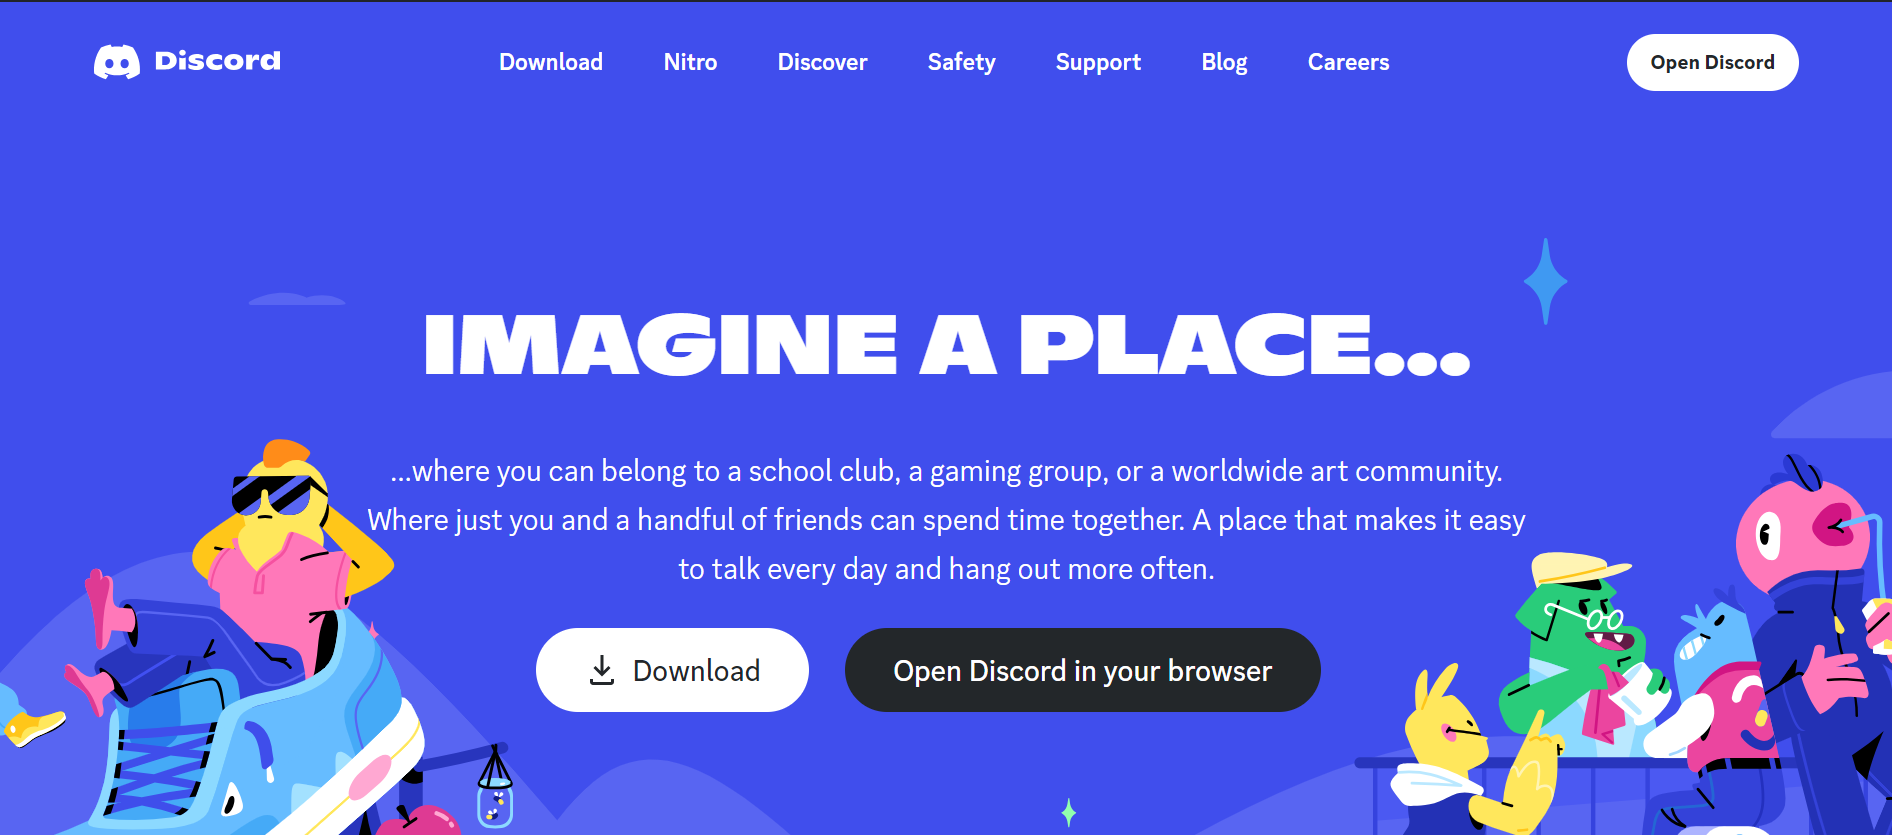 Discord Download Nitro Discover Safety Support Blog Careers Open Discord
IMAGINE A PLACE...
...where you can belong to a school club, a gaming group, or a worldwide art community.
Where just you and a handful of friends can spend time together. A place that makes it easy
to talk every day and hang out more often.
Download Open Discord in your browser